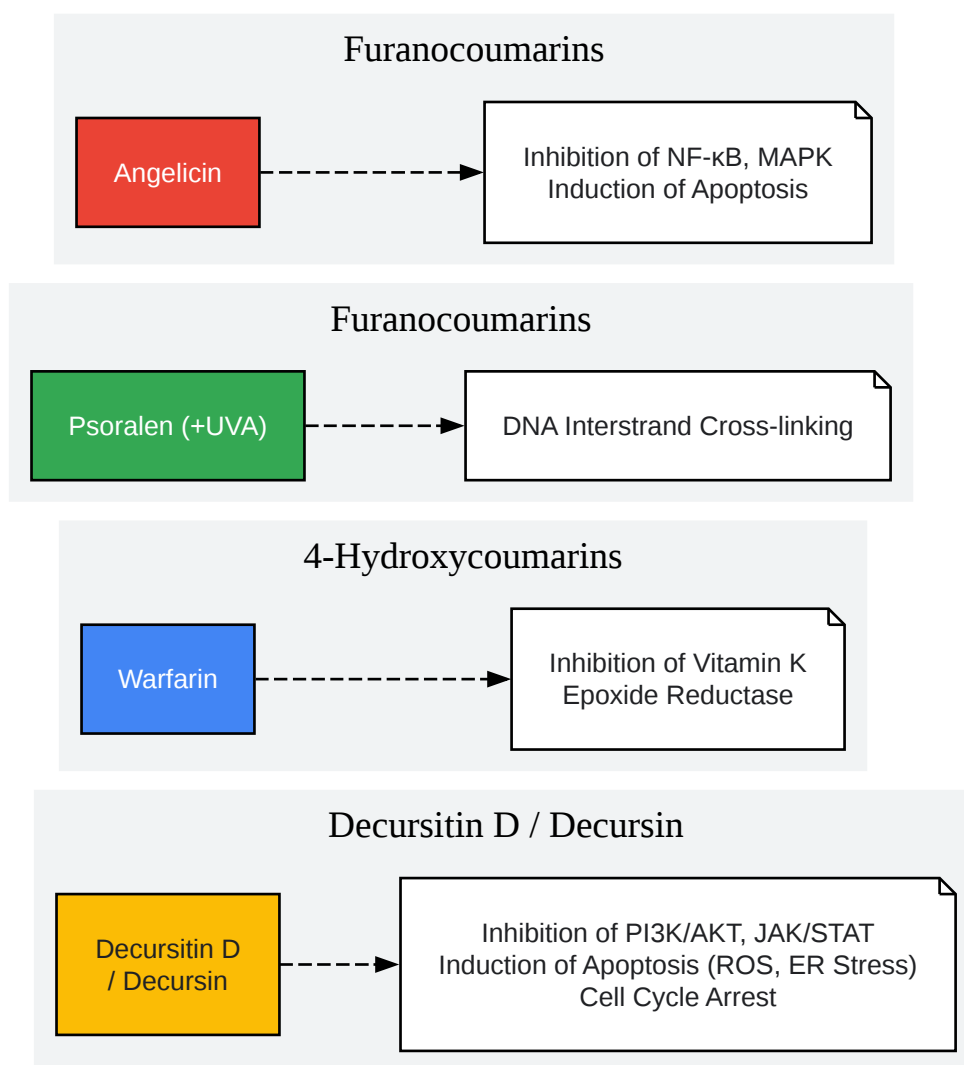 Furanocoumarins
Angelicin
Inhibition of NF-κB, MAPK
Induction of Apoptosis
Furanocoumarins
Psoralen (+UVA)
DNA Interstrand Cross-linking
4-Hydroxycoumarins
Warfarin
Inhibition of Vitamin K
Epoxide Reductase
Decursitin D / Decursin
Decursitin D
/ Decursin
Inhibition of PI3K/AKT, JAK/STAT
Induction of Apoptosis (ROS, ER Stress)
Cell Cycle Arrest